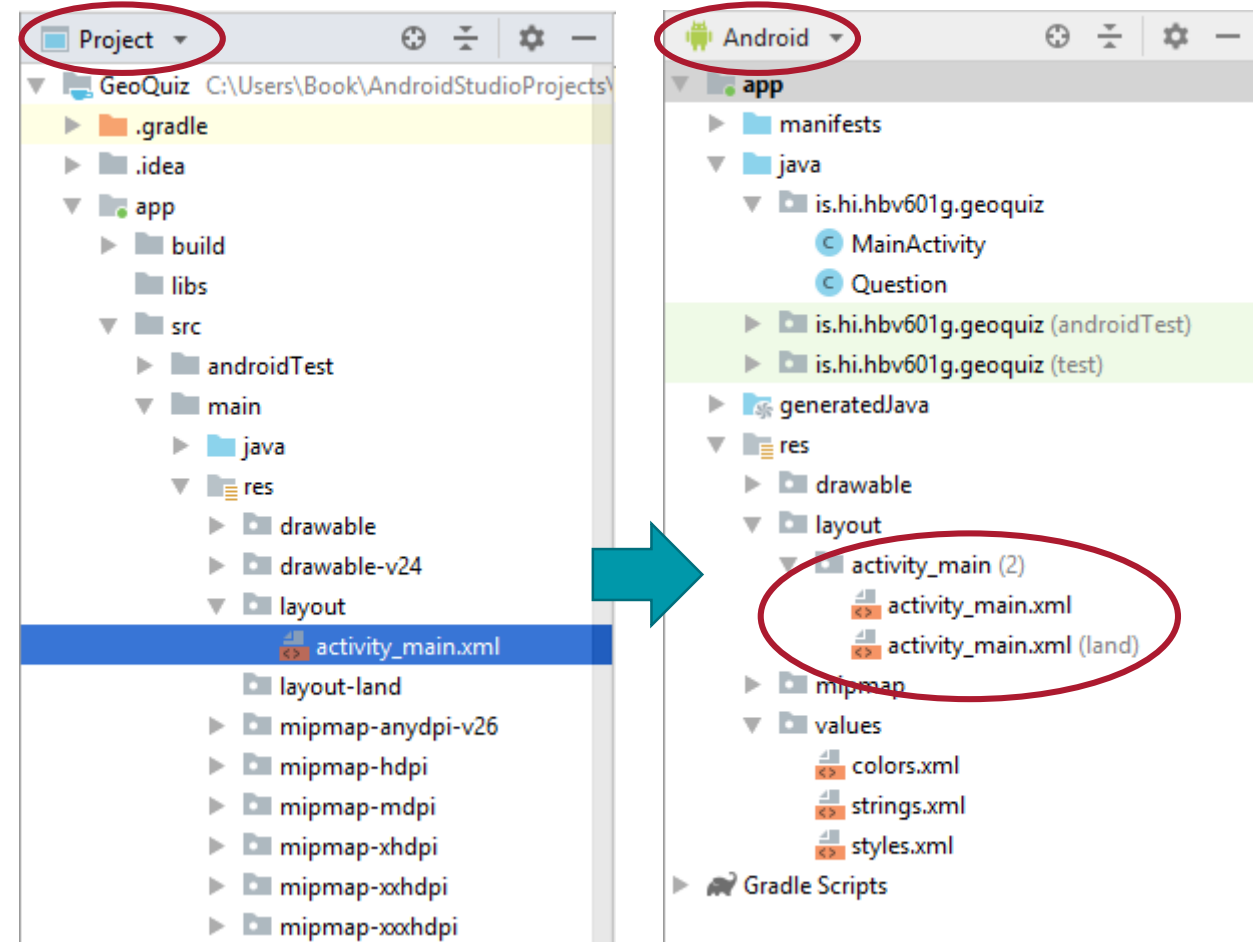 Project
GeoQuiz C:\Users\Book\AndroidStudioProjects\
.gradle
.idea
app
build
libs
src
androidTest
main
java
res
drawable
drawable-v24
layout
activity_main.xml
layout-land
mipmap-anydpi-v26
mipmap-hdpi
mipmap-mdpi
mipmap-xhdpi
mipmap-xxhdpi
mipmap-xxxhdpi
Android
app
manifests
java
is.hi.hbv601g.geoquiz
C MainActivity
C Question
is.hi.hbv601g.geoquiz (androidTest)
is.hi.hbv601g.geoquiz (test)
generatedJava
res
drawable
layout
activity_main (2)
activity_main.xml
activity_main.xml (land)
mipmap
values
colors.xml
strings.xml
styles.xml
Gradle Scripts